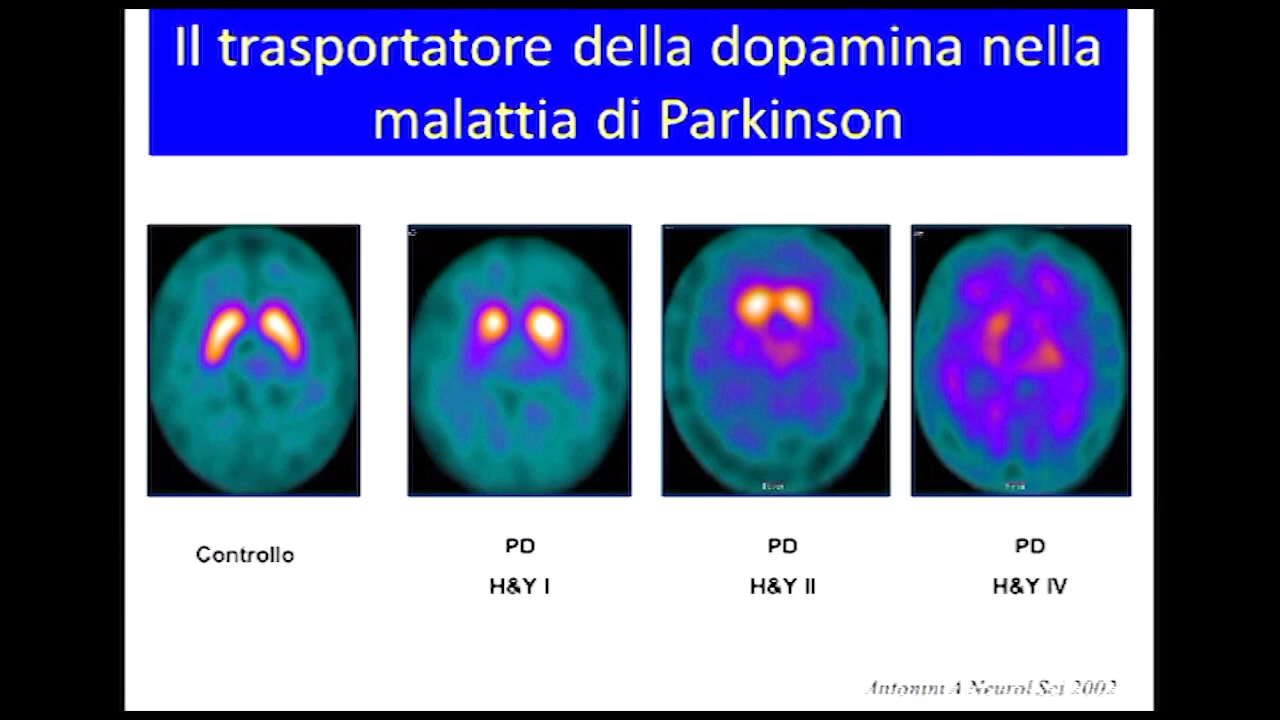 Il trasportatore della dopamina nella
malattia di Parkinson
Controllo
PD
H&Y I
PD
H&Y II
PD
H&Y IV
Antonini A Neurol Sci 2002